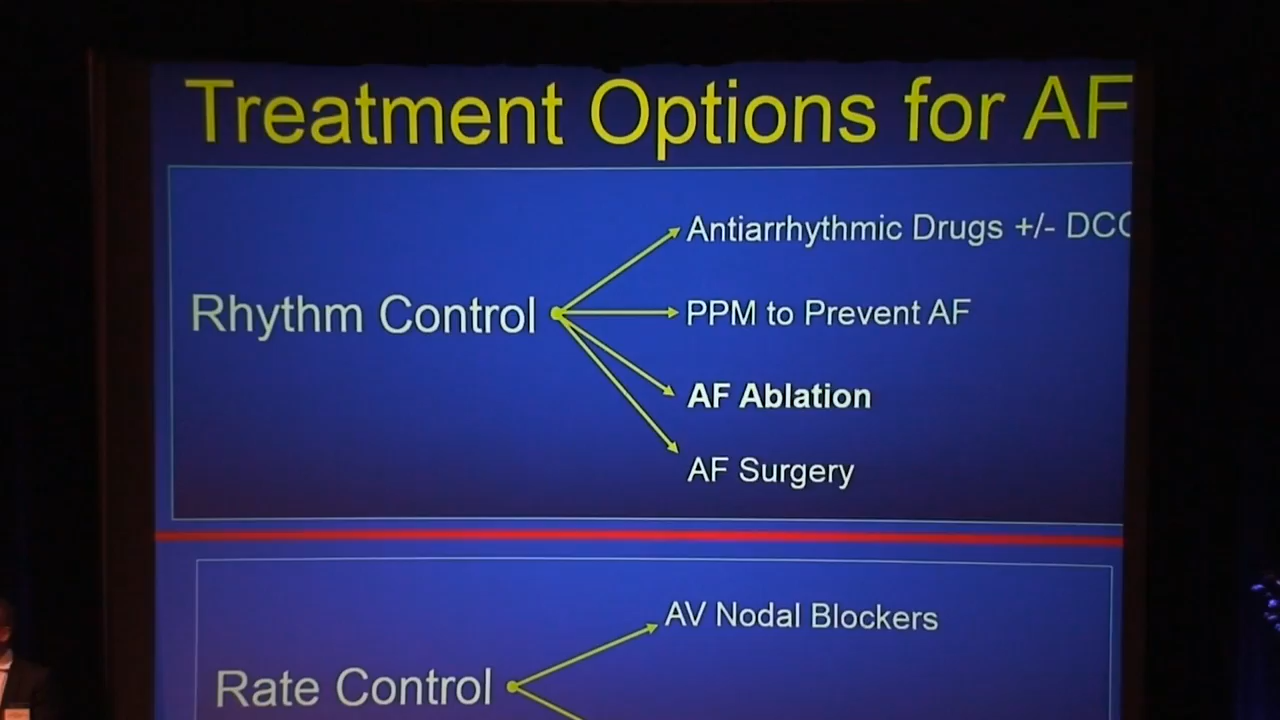 Treatment Options for AF
Antiarrhythmic Drugs +/- DCC
Rhythm Control
PPM to Prevent AF
AF Ablation
AF Surgery
AV Nodal Blockers
Rate Control